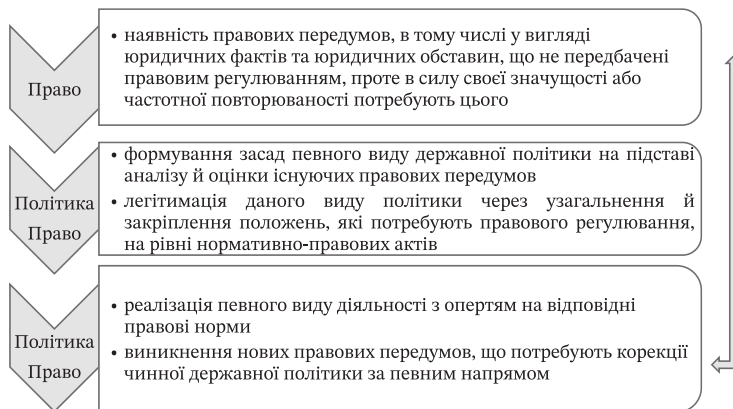 Право
• наявність правових передумов, в тому числі у вигляді
юридичних фактів та юридичних обставин, що не передбачені
правовим регулюванням, проте в силу своєї значущості або
частотної повторюваності потребують цього
Політика
Право
• формування засад певного виду державної політики на підставі
аналізу й оцінки існуючих правових передумов
• легітимація даного виду політики через узагальнення й
закріплення положень, які потребують правового регулювання,
на рівні нормативно-правових актів
Політика
Право
• реалізація певного виду діяльності з опертям на відповідні
правові норми
• виникнення нових правових передумов, що потребують корекції
чинної державної політики за певним напрямом